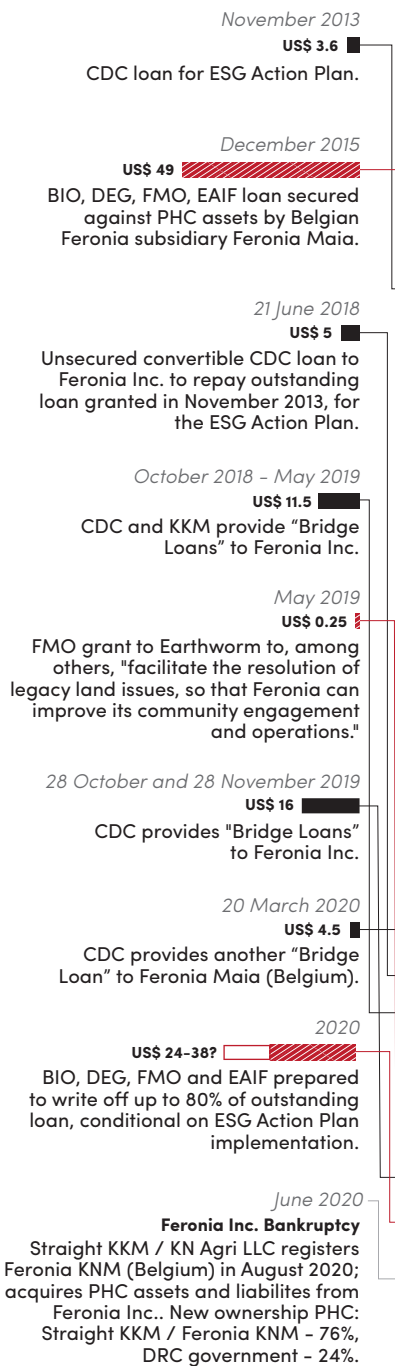 November 2013
US$ 3.6
CDC loan for ESG Action Plan.
December 2015
US$ 49
BIO, DEG, FMO, EAIF loan secured
against PHC assets by Belgian
Feronia subsidiary Feronia Maia.
21 June 2018
US$ 5
Unsecured convertible CDC loan to
Feronia Inc. to repay outstanding
loan granted in November 2013, for
the ESG Action Plan.
October 2018 - May 2019
US$ 11.5
CDC and KKM provide “Bridge
Loans” to Feronia Inc.
May 2019
US$ 0.25
FMO grant to Earthworm to, among
others, "facilitate the resolution of
legacy land issues, so that Feronia can
improve its community engagement
and operations."
28 October and 28 November 2019
US$ 16
CDC provides "Bridge Loans”
to Feronia Inc.
20 March 2020
US$ 4.5
CDC provides another “Bridge
Loan” to Feronia Maia (Belgium).
2020
US$ 24-38?
BIO, DEG, FMO and EAIF prepared
to write off up to 80% of outstanding
loan, conditional on ESG Action Plan
implementation.
June 2020
Feronia Inc. Bankruptcy
Straight KKM / KN Agri LLC registers
Feronia KNM (Belgium) in August 2020;
acquires PHC assets and liabilites from
Feronia Inc.. New ownership PHC:
Straight KKM / Feronia KNM - 76%,
DRC government - 24%.